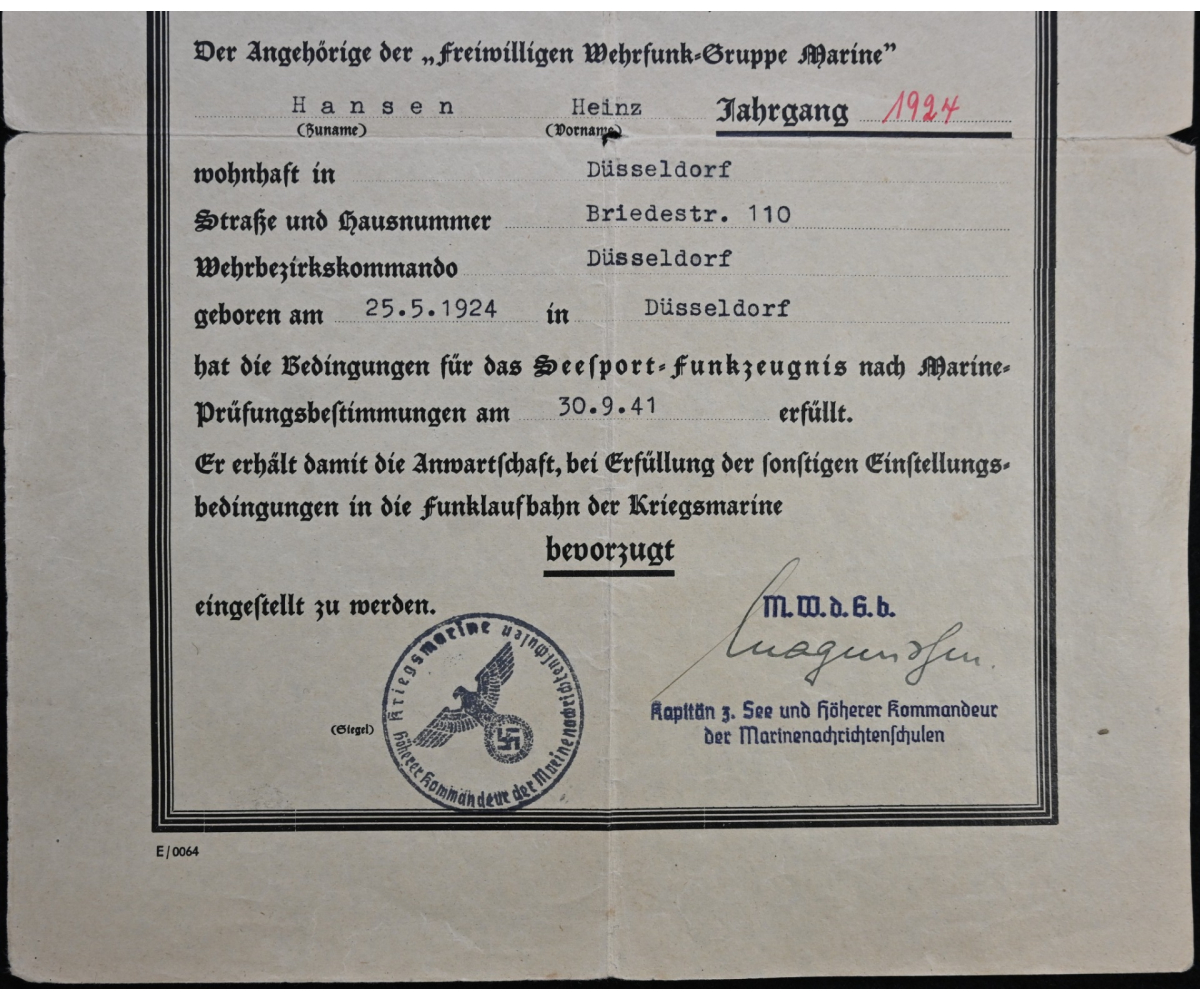 Der Angehörige der „Freiwilligen Wehrfunk-Gruppe Marine”
Hansen Heinz Jahrgang 1924
(Zuname) (Vorname)
wohnhaft in Düsseldorf
Straße und Hausnummer Briedestr. 110
Wehrbezirkskommando Düsseldorf
geboren am 25.5.1924 in Düsseldorf
hat die Bedingungen für das Seesport-Funkzeugnis nach Marine-
Prüfungsbestimmungen am 30.9.41 erfüllt.
Er erhält damit die Anwartschaft, bei Erfüllung der sonstigen Einstellungs-
bedingungen in die Funklaufbahn der Kriegsmarine
bevorzugt
eingestellt zu werden.
M.W.d.G.b.
Kapitän z. See und Höherer Kommandeur
der Marinenachrichtenschulen
(Siegel)
Kriegsmarine
Höherer Kommandeur der Marinenachrichtenschulen
E/0064